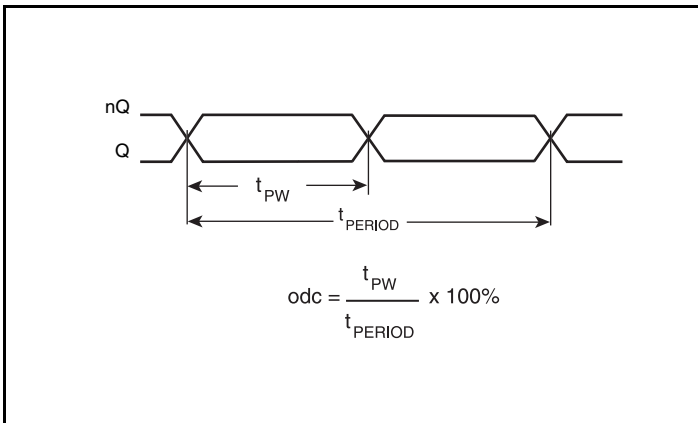 nQ
Q
tPW
tPERIOD
odc = tPW / tPERIOD x 100%